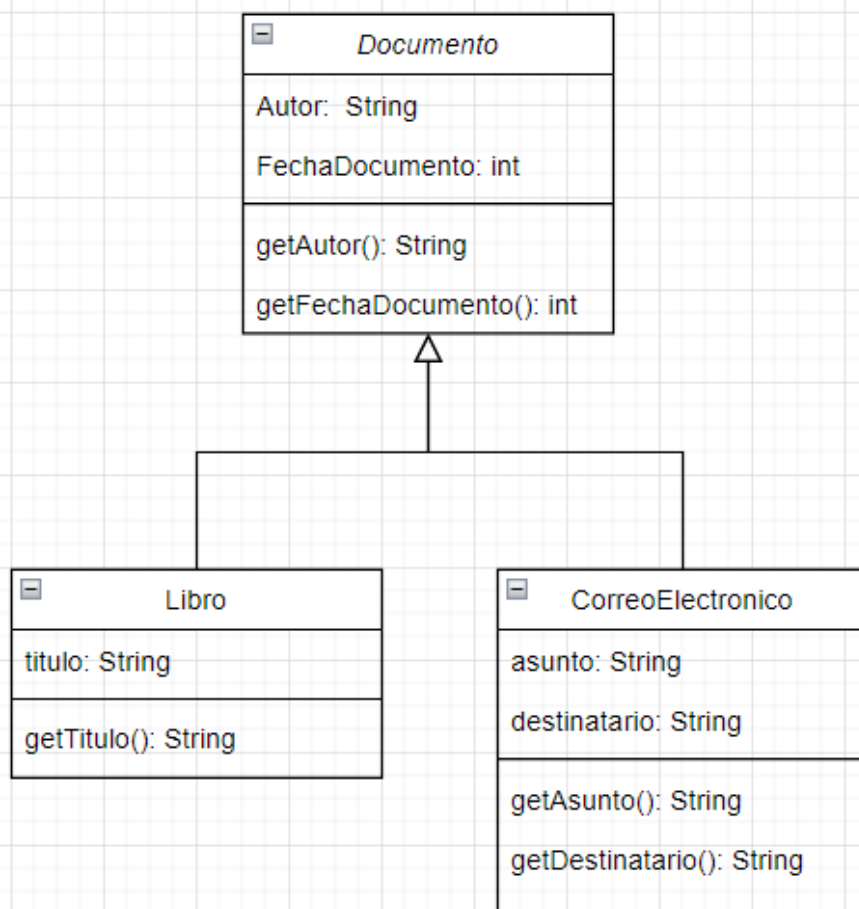 Documento
Autor: String
FechaDocumento: int
getAutor(): String
getFechaDocumento(): int
Libro
titulo: String
getTitulo(): String
CorreoElectronico
asunto: String
destinatario: String
getAsunto(): String
getDestinatario(): String